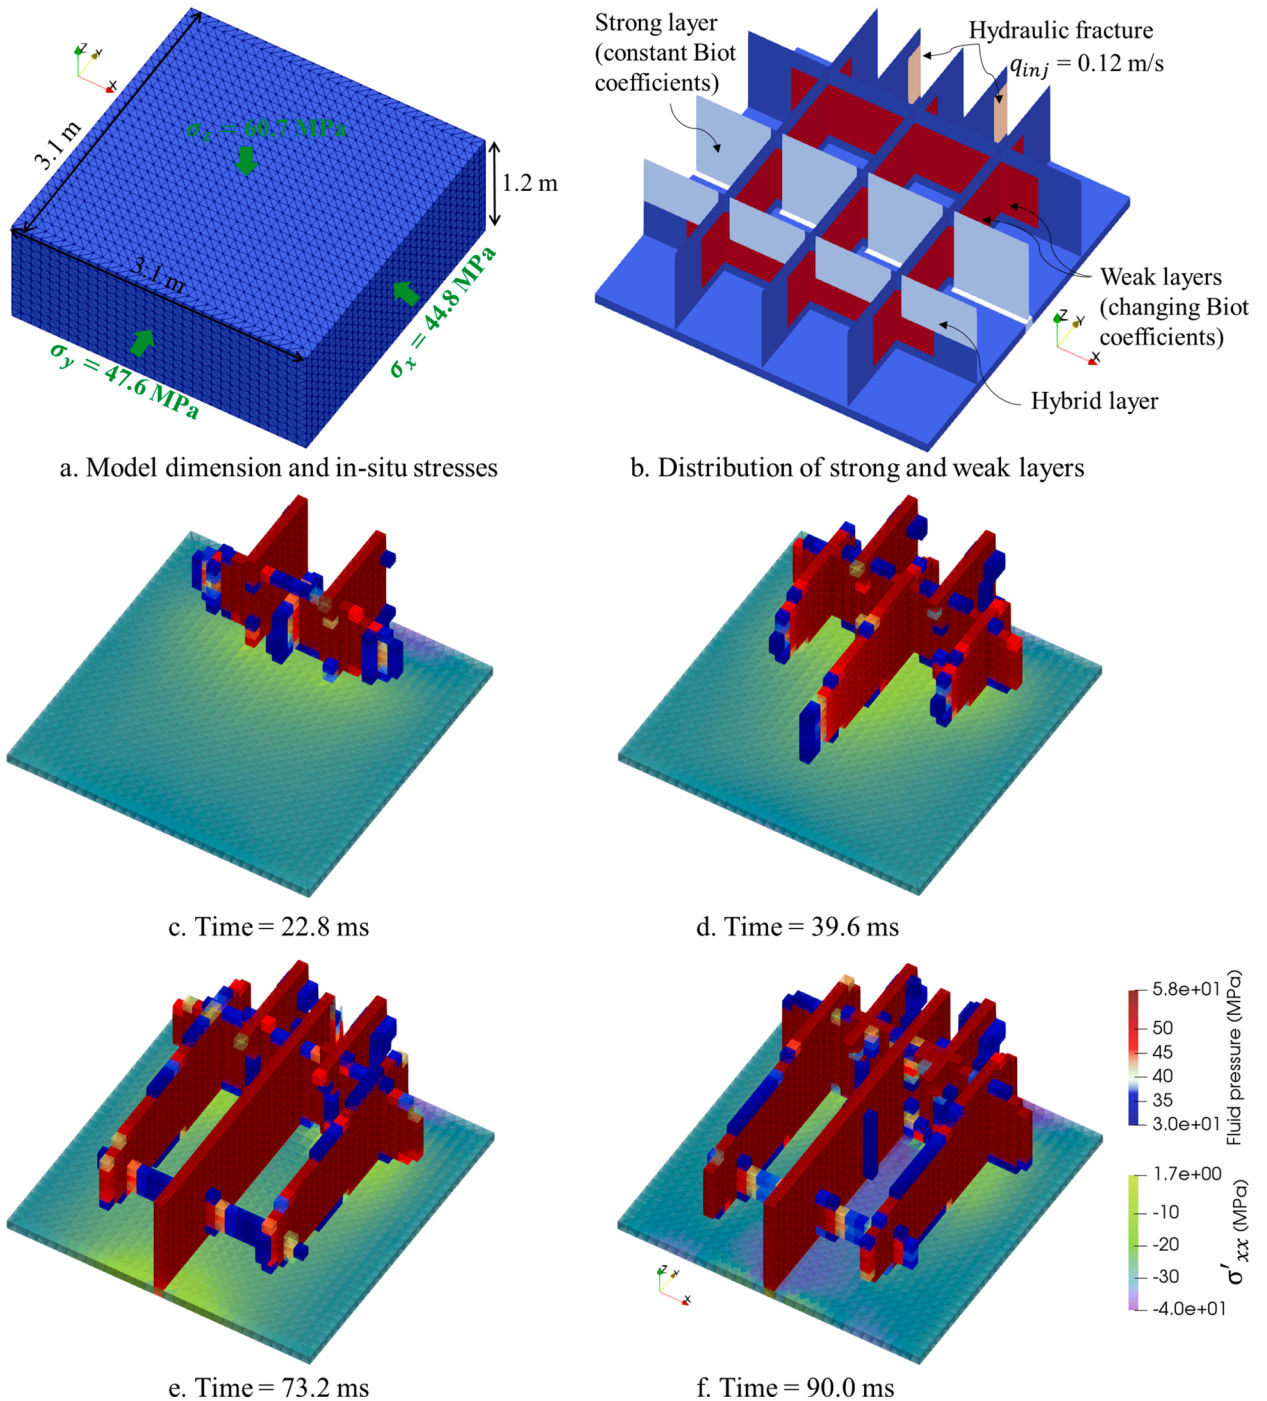 Z
Y
X
3.1 m
σz = 60.7 MPa
1.2 m
3.1 m
σy = 47.6 MPa
σx = 44.8 MPa
a. Model dimension and in-situ stresses
Strong layer
(constant Biot
coefficients)
Hydraulic fracture
qinj = 0.12 m/s
Weak layers
(changing Biot
coefficients)
Z
Y
X
Hybrid layer
b. Distribution of strong and weak layers
c. Time = 22.8 ms
d. Time = 39.6 ms
e. Time = 73.2 ms
Z
Y
X
f. Time = 90.0 ms
5.8e+01
50
45
40
35
3.0e+01
Fluid pressure (MPa)
1.7e+00
-10
-20
-30
-4.0e+01
σ'xx (MPa)